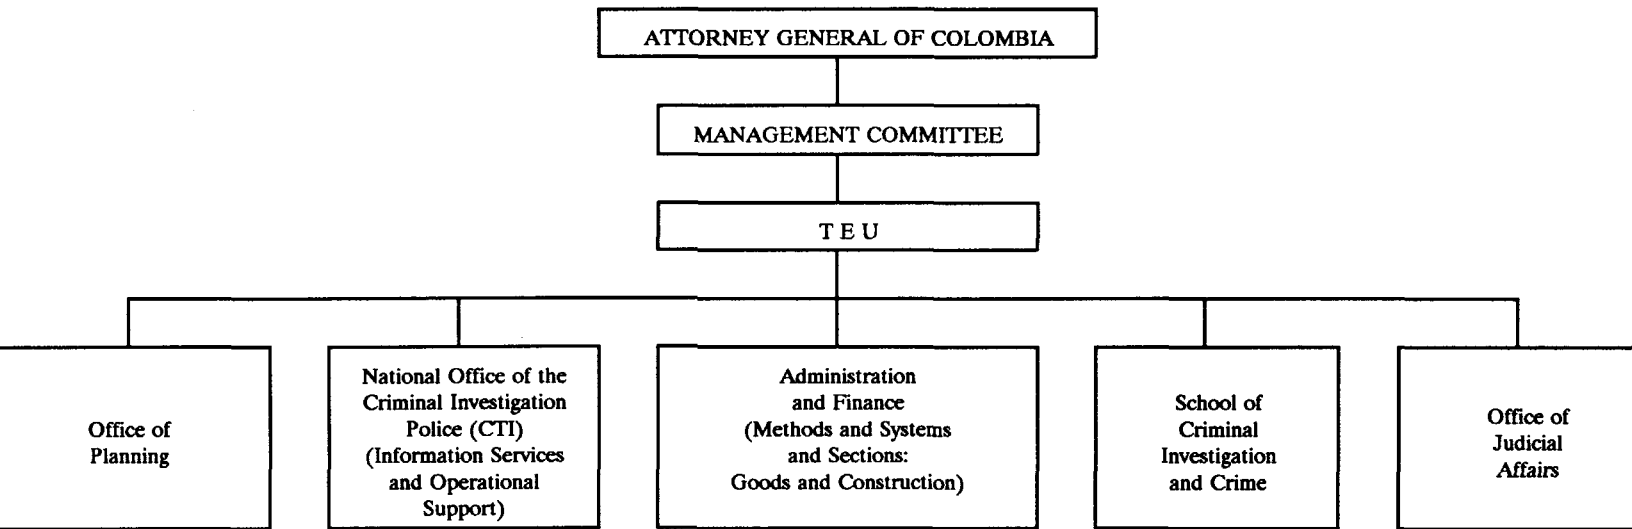 ATTORNEY GENERAL OF COLOMBIA
MANAGEMENT COMMITTEE
T E U
Office of
Planning
National Office of the
Criminal Investigation
Police (CTI)
(Information Services
and Operational
Support)
Administration
and Finance
(Methods and Systems
and Sections:
Goods and Construction)
School of
Criminal
Investigation
and Crime
Office of
Judicial
Affairs